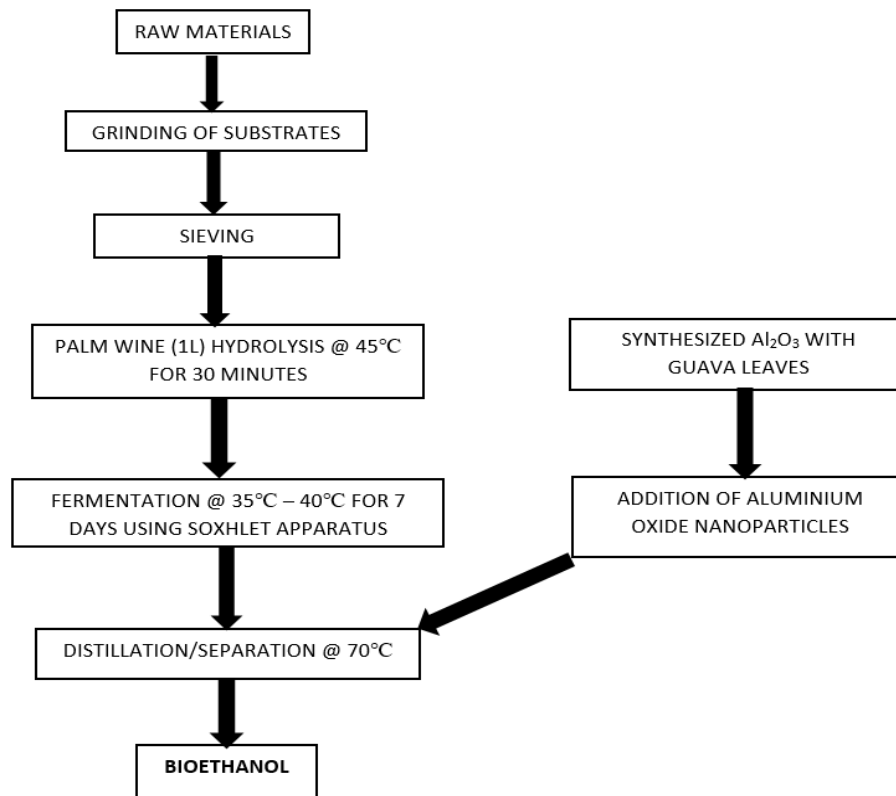 RAW MATERIALS
GRINDING OF SUBSTRATES
SIEVING
PALM WINE (1L) HYDROLYSIS @ 45℃
FOR 30 MINUTES
SYNTHESIZED Al₂O₃ WITH
GUAVA LEAVES
FERMENTATION @ 35℃ – 40℃ FOR 7
DAYS USING SOXHLET APPARATUS
ADDITION OF ALUMINIUM
OXIDE NANOPARTICLES
DISTILLATION/SEPARATION @ 70℃
BIOETHANOL